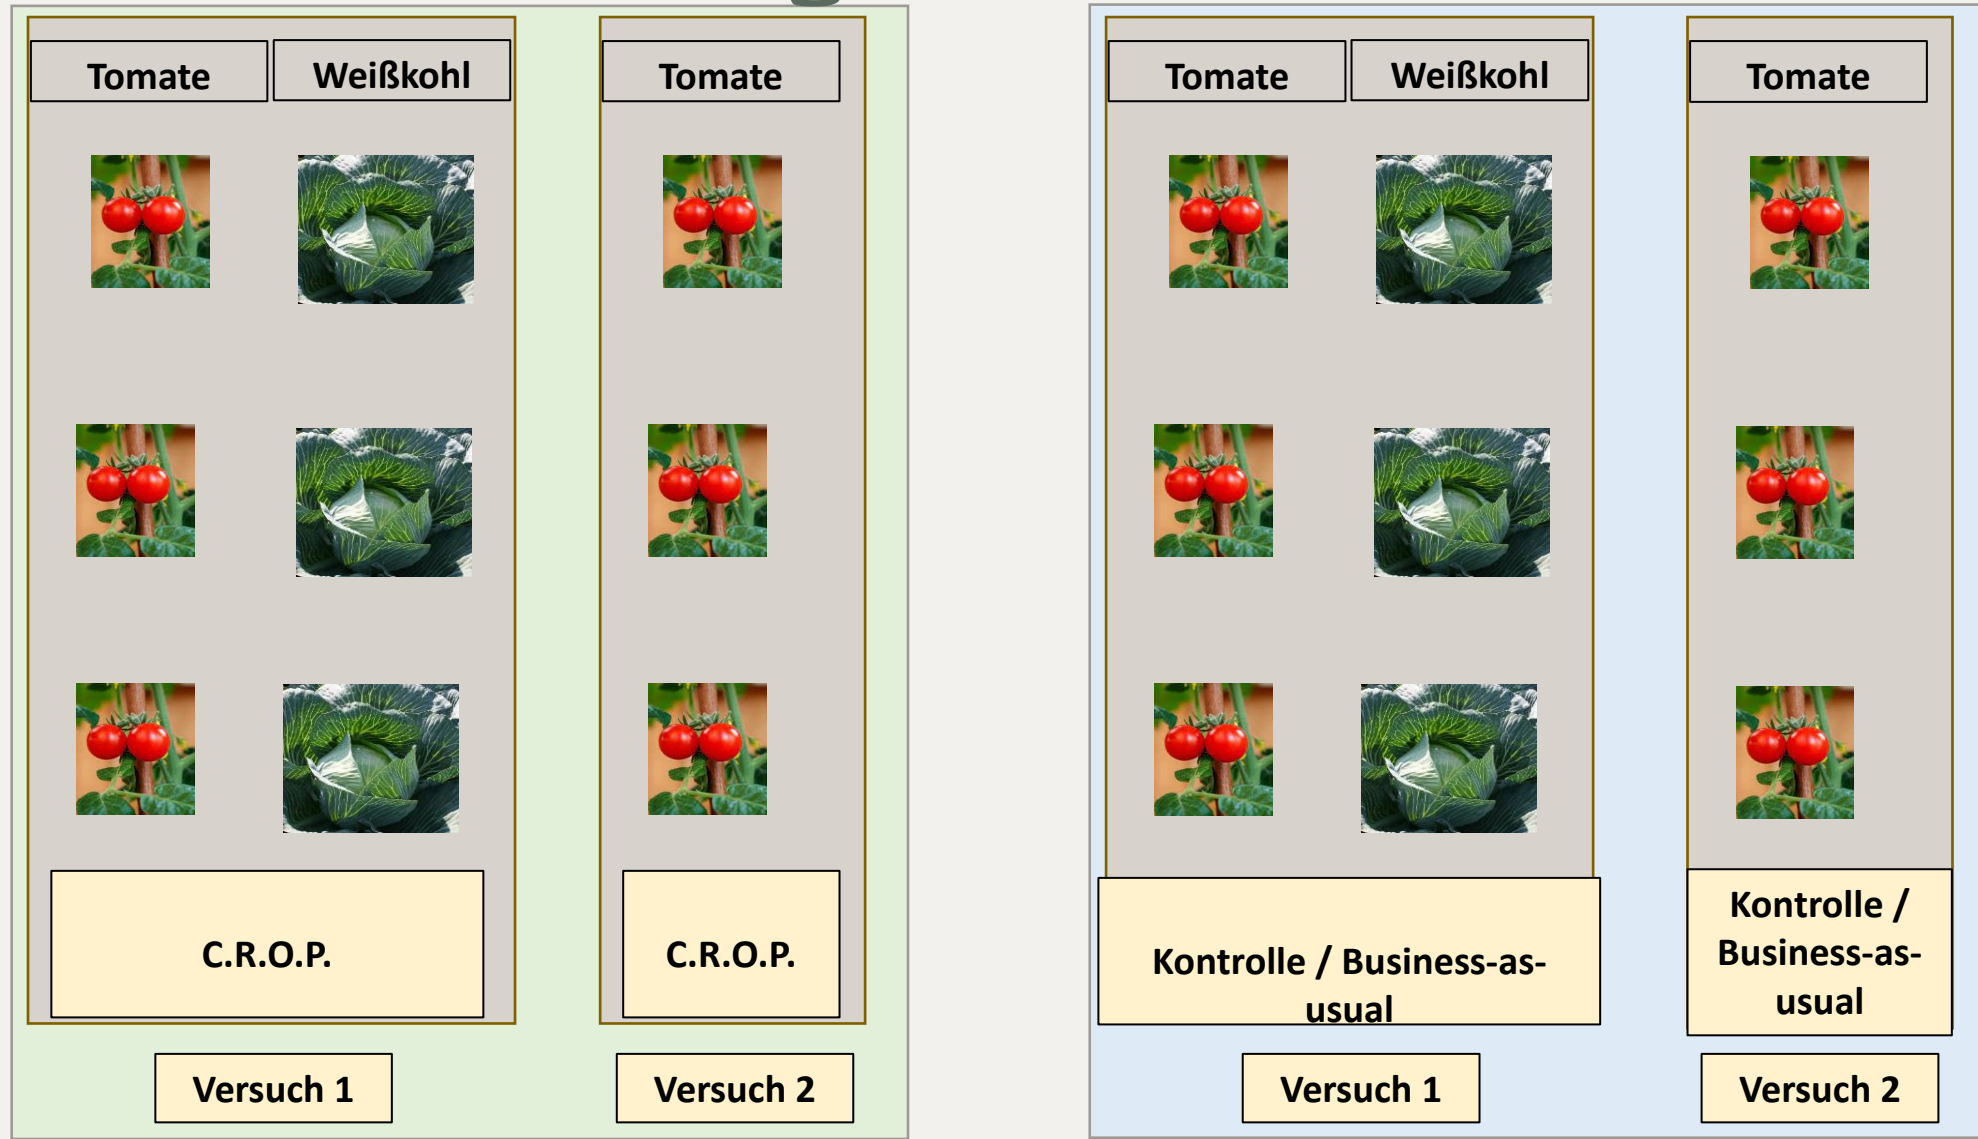 Tomate
Weißkohl
Tomate
C.R.O.P.
C.R.O.P.
Versuch 1
Versuch 2
Tomate
Weißkohl
Tomate
Kontrolle / Business-as-
usual
Kontrolle /
Business-as-
usual
Versuch 1
Versuch 2